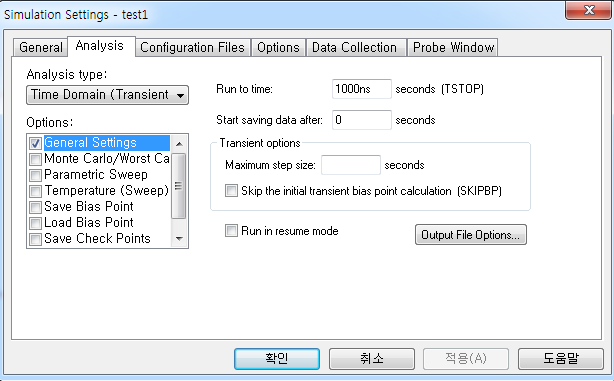 Simulation Settings - test1
General Analysis Configuration Files Options Data Collection Probe Window
Analysis type:
Time Domain (Transient
Options:
General Settings
Monte Carlo/Worst Ca
Parametric Sweep
Temperature (Sweep)
Save Bias Point
Load Bias Point
Save Check Points
Run to time: 1000ns seconds (TSTOP)
Start saving data after: 0 seconds
Transient options
Maximum step size: seconds
Skip the initial transient bias point calculation (SKIPBP)
Run in resume mode
Output File Options...
확인 취소 적용(A) 도움말